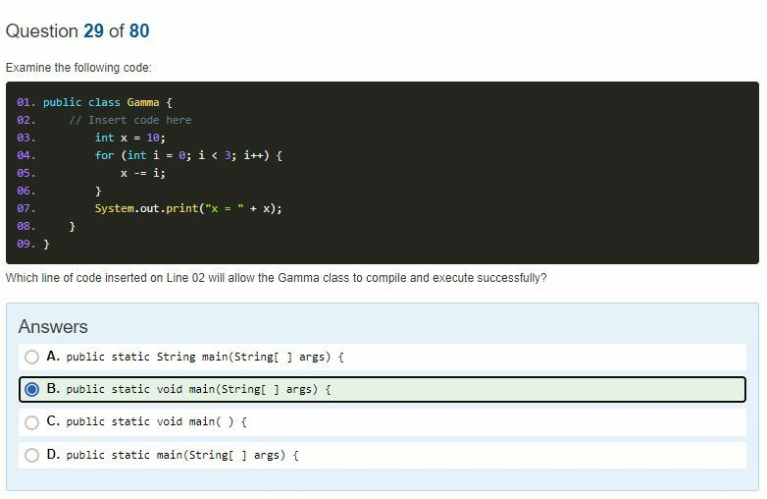 Question 29 of 80
Examine the following code:
01. public class Gamma {
02. // Insert code here
03. int x = 10;
04. for (int i = 0; i < 3; i++) {
05. x -= i;
06. }
07. System.out.print("x = " + x);
08. }
09. }
Which line of code inserted on Line 02 will allow the Gamma class to compile and execute successfully?
Answers
A. public static String main(String[ ] args) {
B. public static void main(String[ ] args) {
C. public static void main( ) {
D. public static main(String[ ] args) {